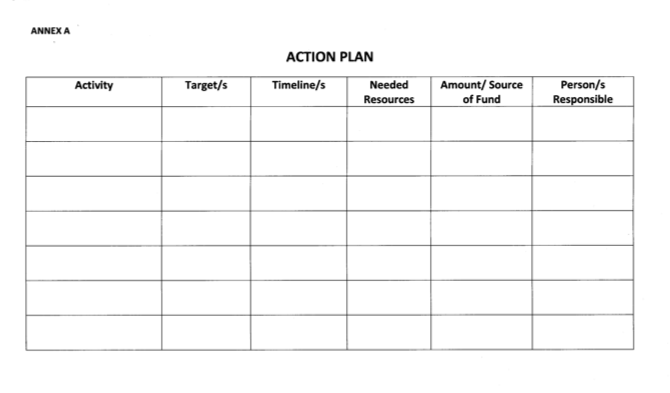 ANNEX A
ACTION PLAN
Activity Target/s Timeline/s Needed Resources Amount/ Source of Fund Person/s Responsible